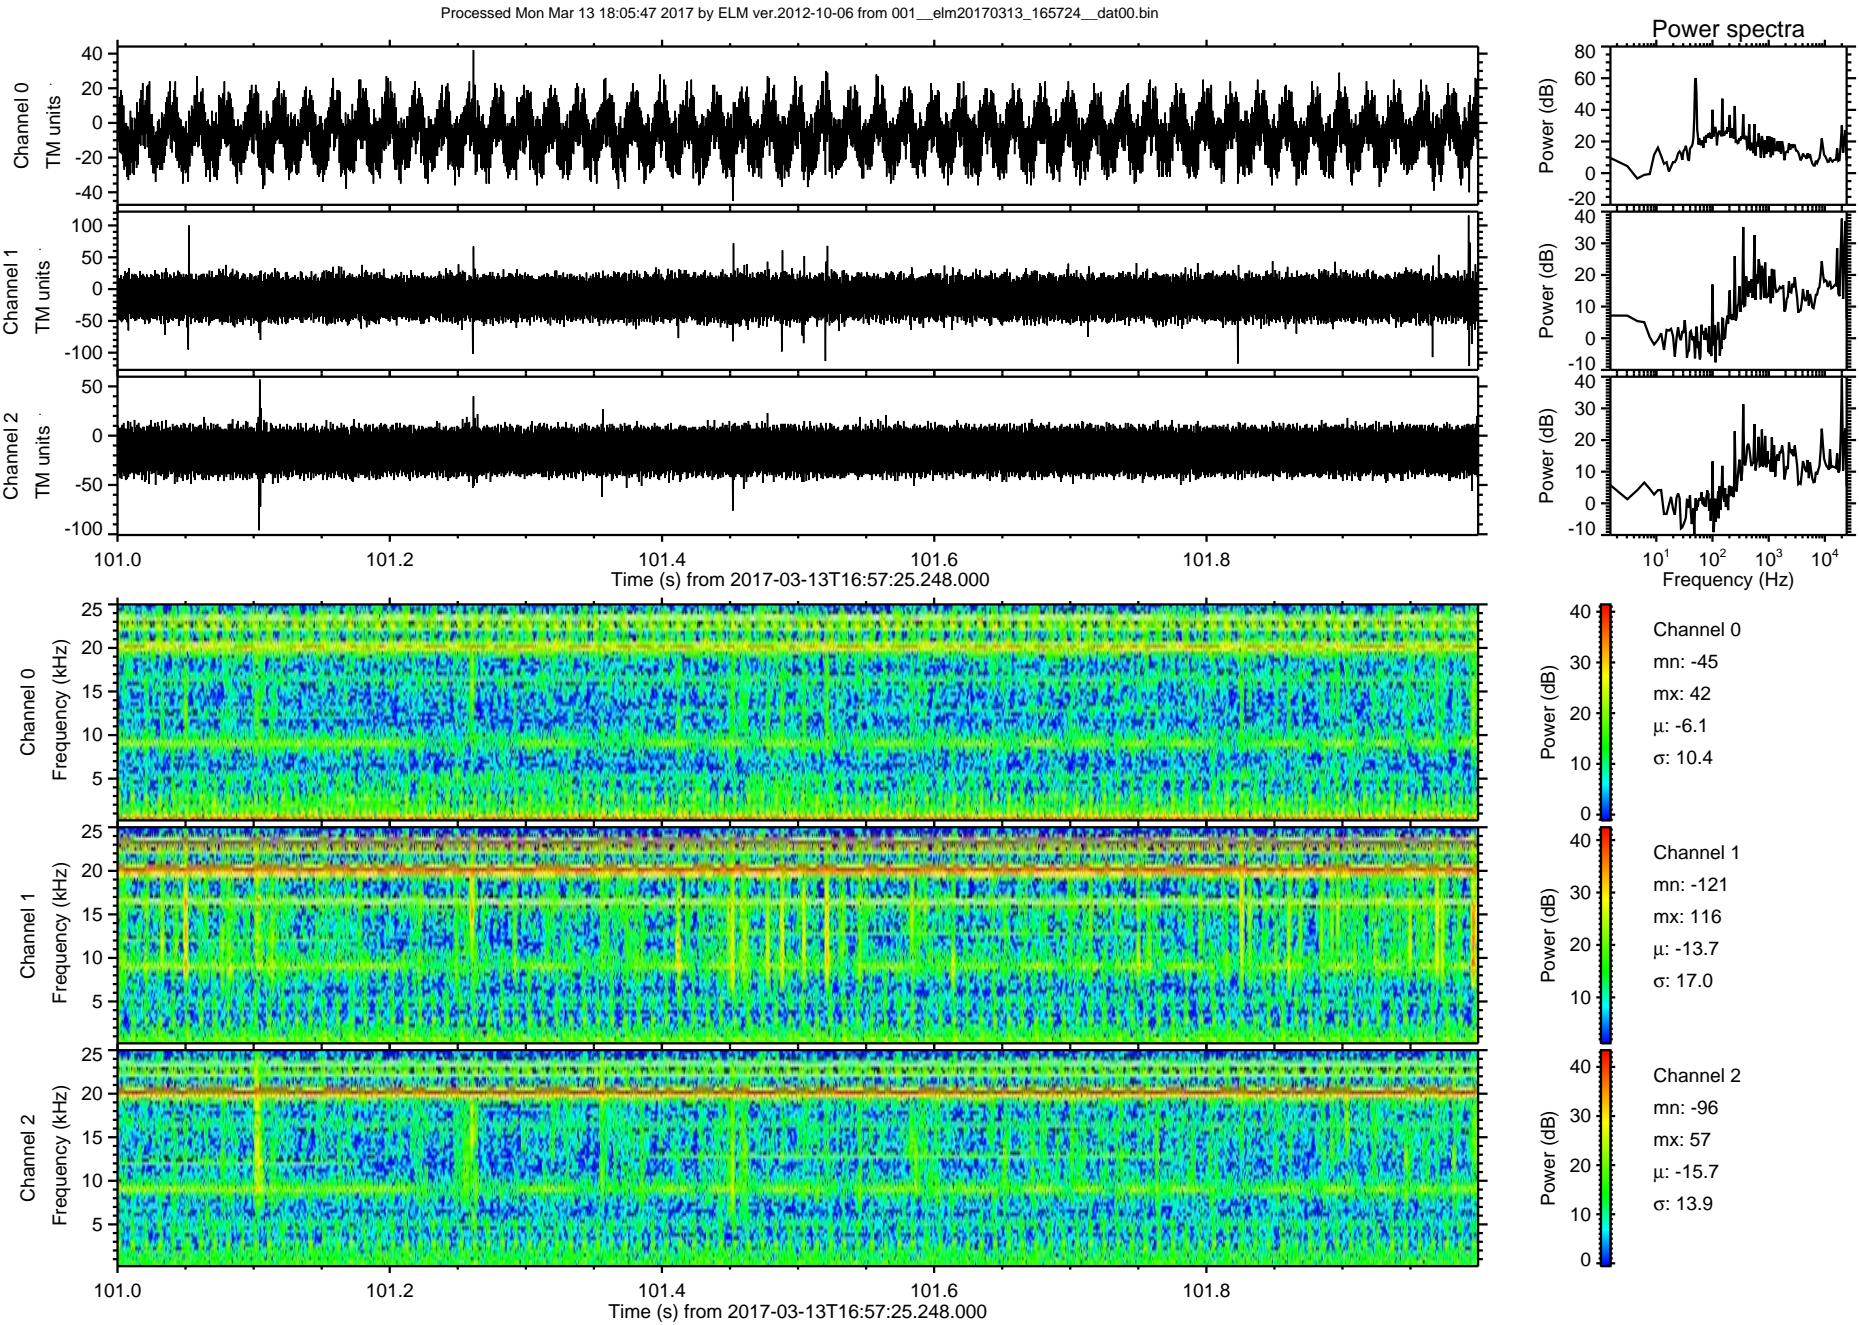 Processed Mon Mar 13 18:05:47 2017 by ELM ver.2012-10-06 from 001__elm20170313_165724__dat00.bin
Power spectra
Channel 0
TM units
40
20
0
-20
-40
Power (dB)
80
60
40
20
0
-20
Channel 1
TM units
100
50
0
-50
-100
Power (dB)
40
30
20
10
0
-10
Channel 2
TM units
50
0
-50
-100
Power (dB)
40
30
20
10
0
-10
101.0 101.2 101.4 101.6 101.8
Time (s) from 2017-03-13T16:57:25.248.000
10¹ 10² 10³ 10⁴
Frequency (Hz)
Channel 0
Frequency (kHz)
25
20
15
10
5
Power (dB)
40
30
20
10
0
Channel 0
mn: -45
mx: 42
μ: -6.1
σ: 10.4
Channel 1
Frequency (kHz)
25
20
15
10
5
Power (dB)
40
30
20
10
Channel 1
mn: -121
mx: 116
μ: -13.7
σ: 17.0
Channel 2
Frequency (kHz)
25
20
15
10
5
Power (dB)
40
30
20
10
0
Channel 2
mn: -96
mx: 57
μ: -15.7
σ: 13.9
101.0 101.2 101.4 101.6 101.8
Time (s) from 2017-03-13T16:57:25.248.000